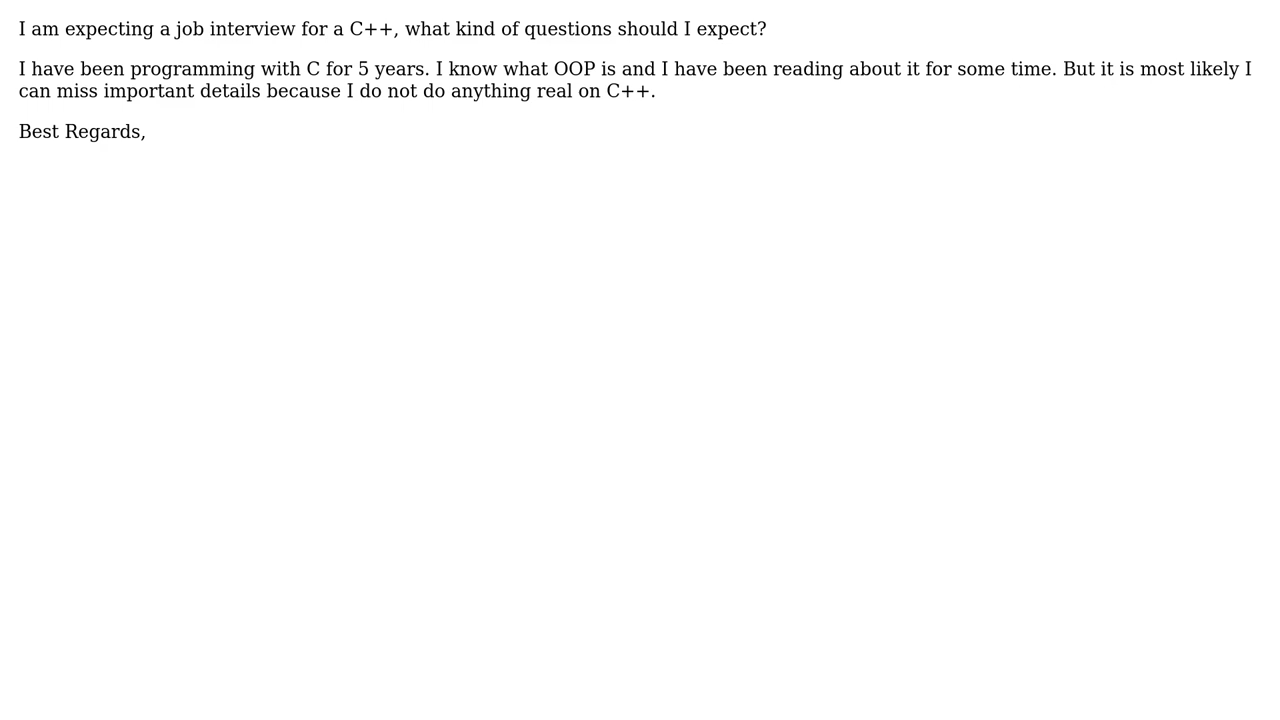 I am expecting a job interview for a C++, what kind of questions should I expect?
I have been programming with C for 5 years. I know what OOP is and I have been reading about it for some time. But it is most likely I
can miss important details because I do not do anything real on C++.
Best Regards,